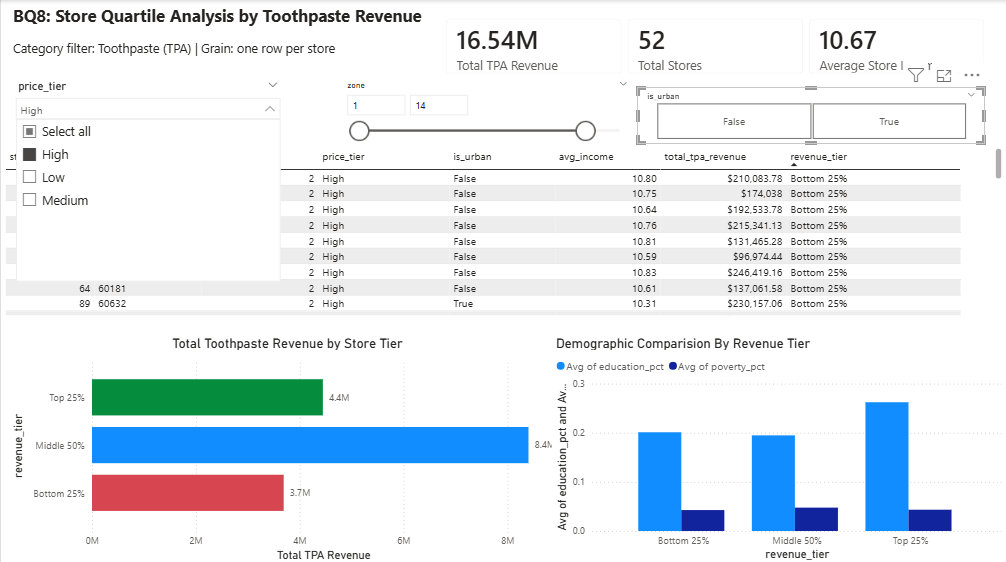 BQ8: Store Quartile Analysis by Toothpaste Revenue
Category filter: Toothpaste (TPA) | Grain: one row per store
16.54M
Total TPA Revenue
52
Total Stores
10.67
Average Store
price_tier
High
Select all
High
Low
Medium
zone
1 14
is_urban
False True
price_tier is_urban avg_income total_tpa_revenue revenue_tier
2 High False 10.80 $210,083.78 Bottom 25%
2 High False 10.75 $174,038 Bottom 25%
2 High False 10.64 $192,533.78 Bottom 25%
2 High False 10.76 $215,341.13 Bottom 25%
2 High False 10.81 $131,465.28 Bottom 25%
2 High False 10.59 $96,974.44 Bottom 25%
2 High False 10.83 $246,419.16 Bottom 25%
64 60181 2 High False 10.61 $137,061.58 Bottom 25%
89 60632 2 High True 10.31 $230,157.06 Bottom 25%
Total Toothpaste Revenue by Store Tier
revenue_tier
Top 25% 4.4M
Middle 50% 8.4M
Bottom 25% 3.7M
0M 2M 4M 6M 8M
Total TPA Revenue
Demographic Comparision By Revenue Tier
Avg of education_pct Avg of poverty_pct
Avg of education_pct and Av...
0.3
0.2
0.1
0.0
Bottom 25% Middle 50% Top 25%
revenue_tier